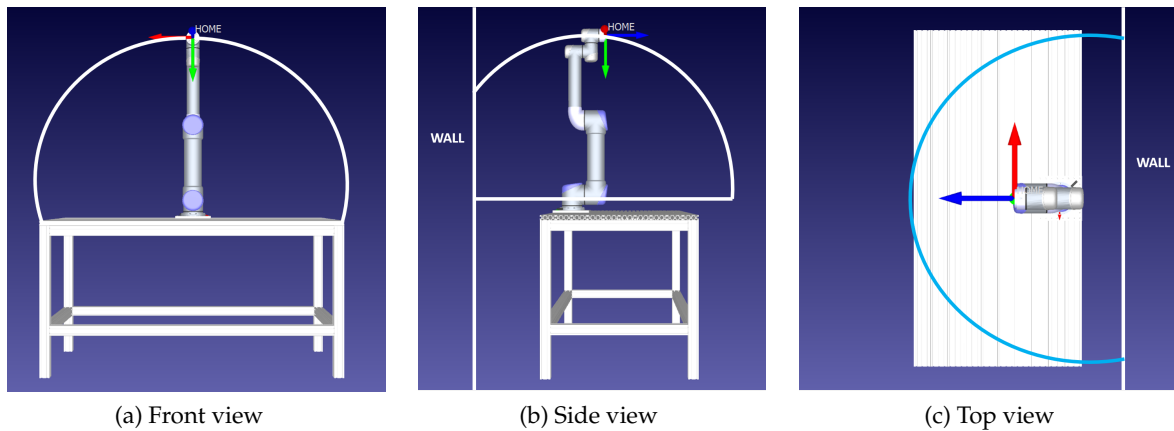 HOME
HOME
WALL
WALL
(a) Front view
(b) Side view
(c) Top view